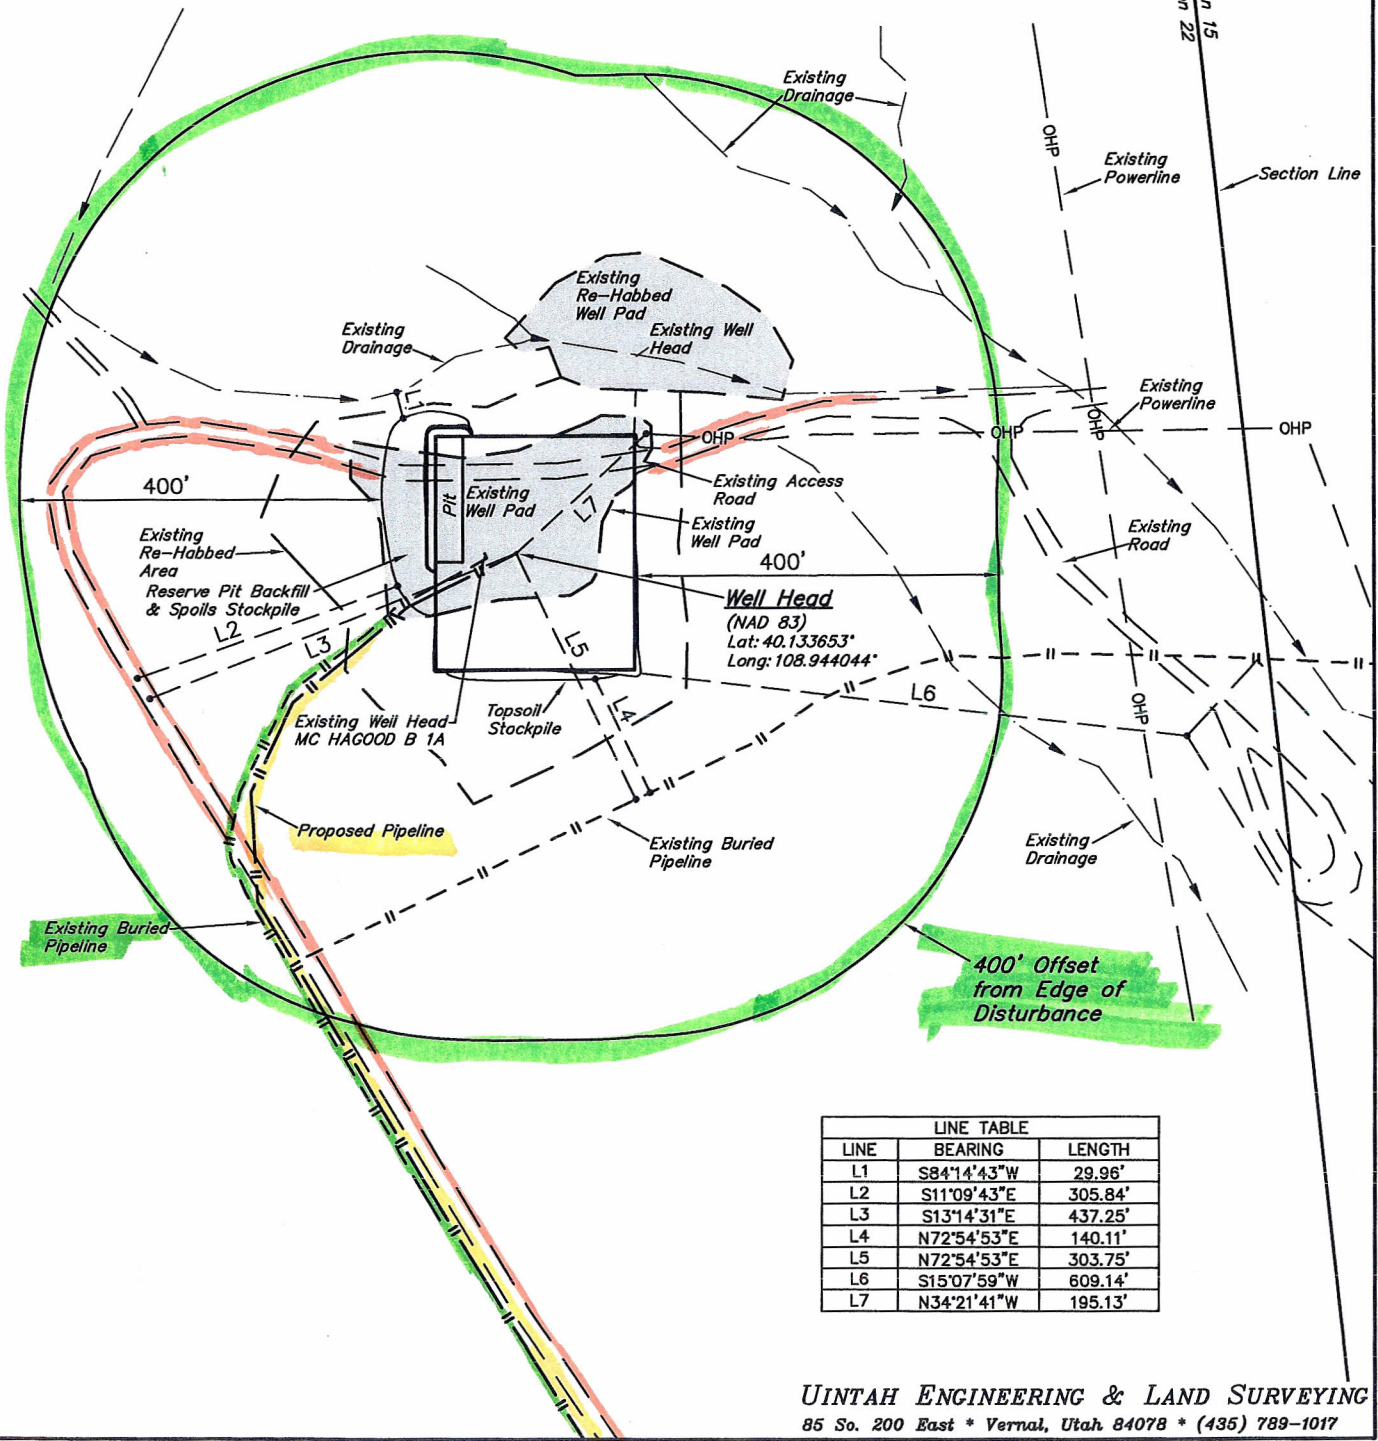 n 15
n 22
Existing
Drainage
OHP
Existing
Powerline
Section Line
Existing
Re-Habbed
Well Pad
Existing Well
Head
Existing
Drainage
L1
Existing
Powerline
OHP
OHP
OHP
OHP
400'
Pit
Existing
Well Pad
L7
Existing Access
Road
Existing
Well Pad
Existing
Road
Existing
Re-Habbed
Area
Reserve Pit Backfill
& Spoils Stockpile
400'
Well Head
(NAD 83)
Lat: 40.133653°
Long: 108.944044°
L2
L3
L5
L4
L6
OHP
Existing Well Head
MC HAGOOD B 1A
Topsoil
Stockpile
Proposed Pipeline
Existing Buried
Pipeline
Existing
Drainage
Existing Buried
Pipeline
400' Offset
from Edge of
Disturbance
LINE TABLE
LINE BEARING LENGTH
L1 S84°14'43"W 29.96'
L2 S11°09'43"E 305.84'
L3 S13°14'31"E 437.25'
L4 N72°54'53"E 140.11'
L5 N72°54'53"E 303.75'
L6 S15°07'59"W 609.14'
L7 N34°21'41"W 195.13'
UINTAH ENGINEERING & LAND SURVEYING
85 So. 200 East * Vernal, Utah 84078 * (435) 789-1017